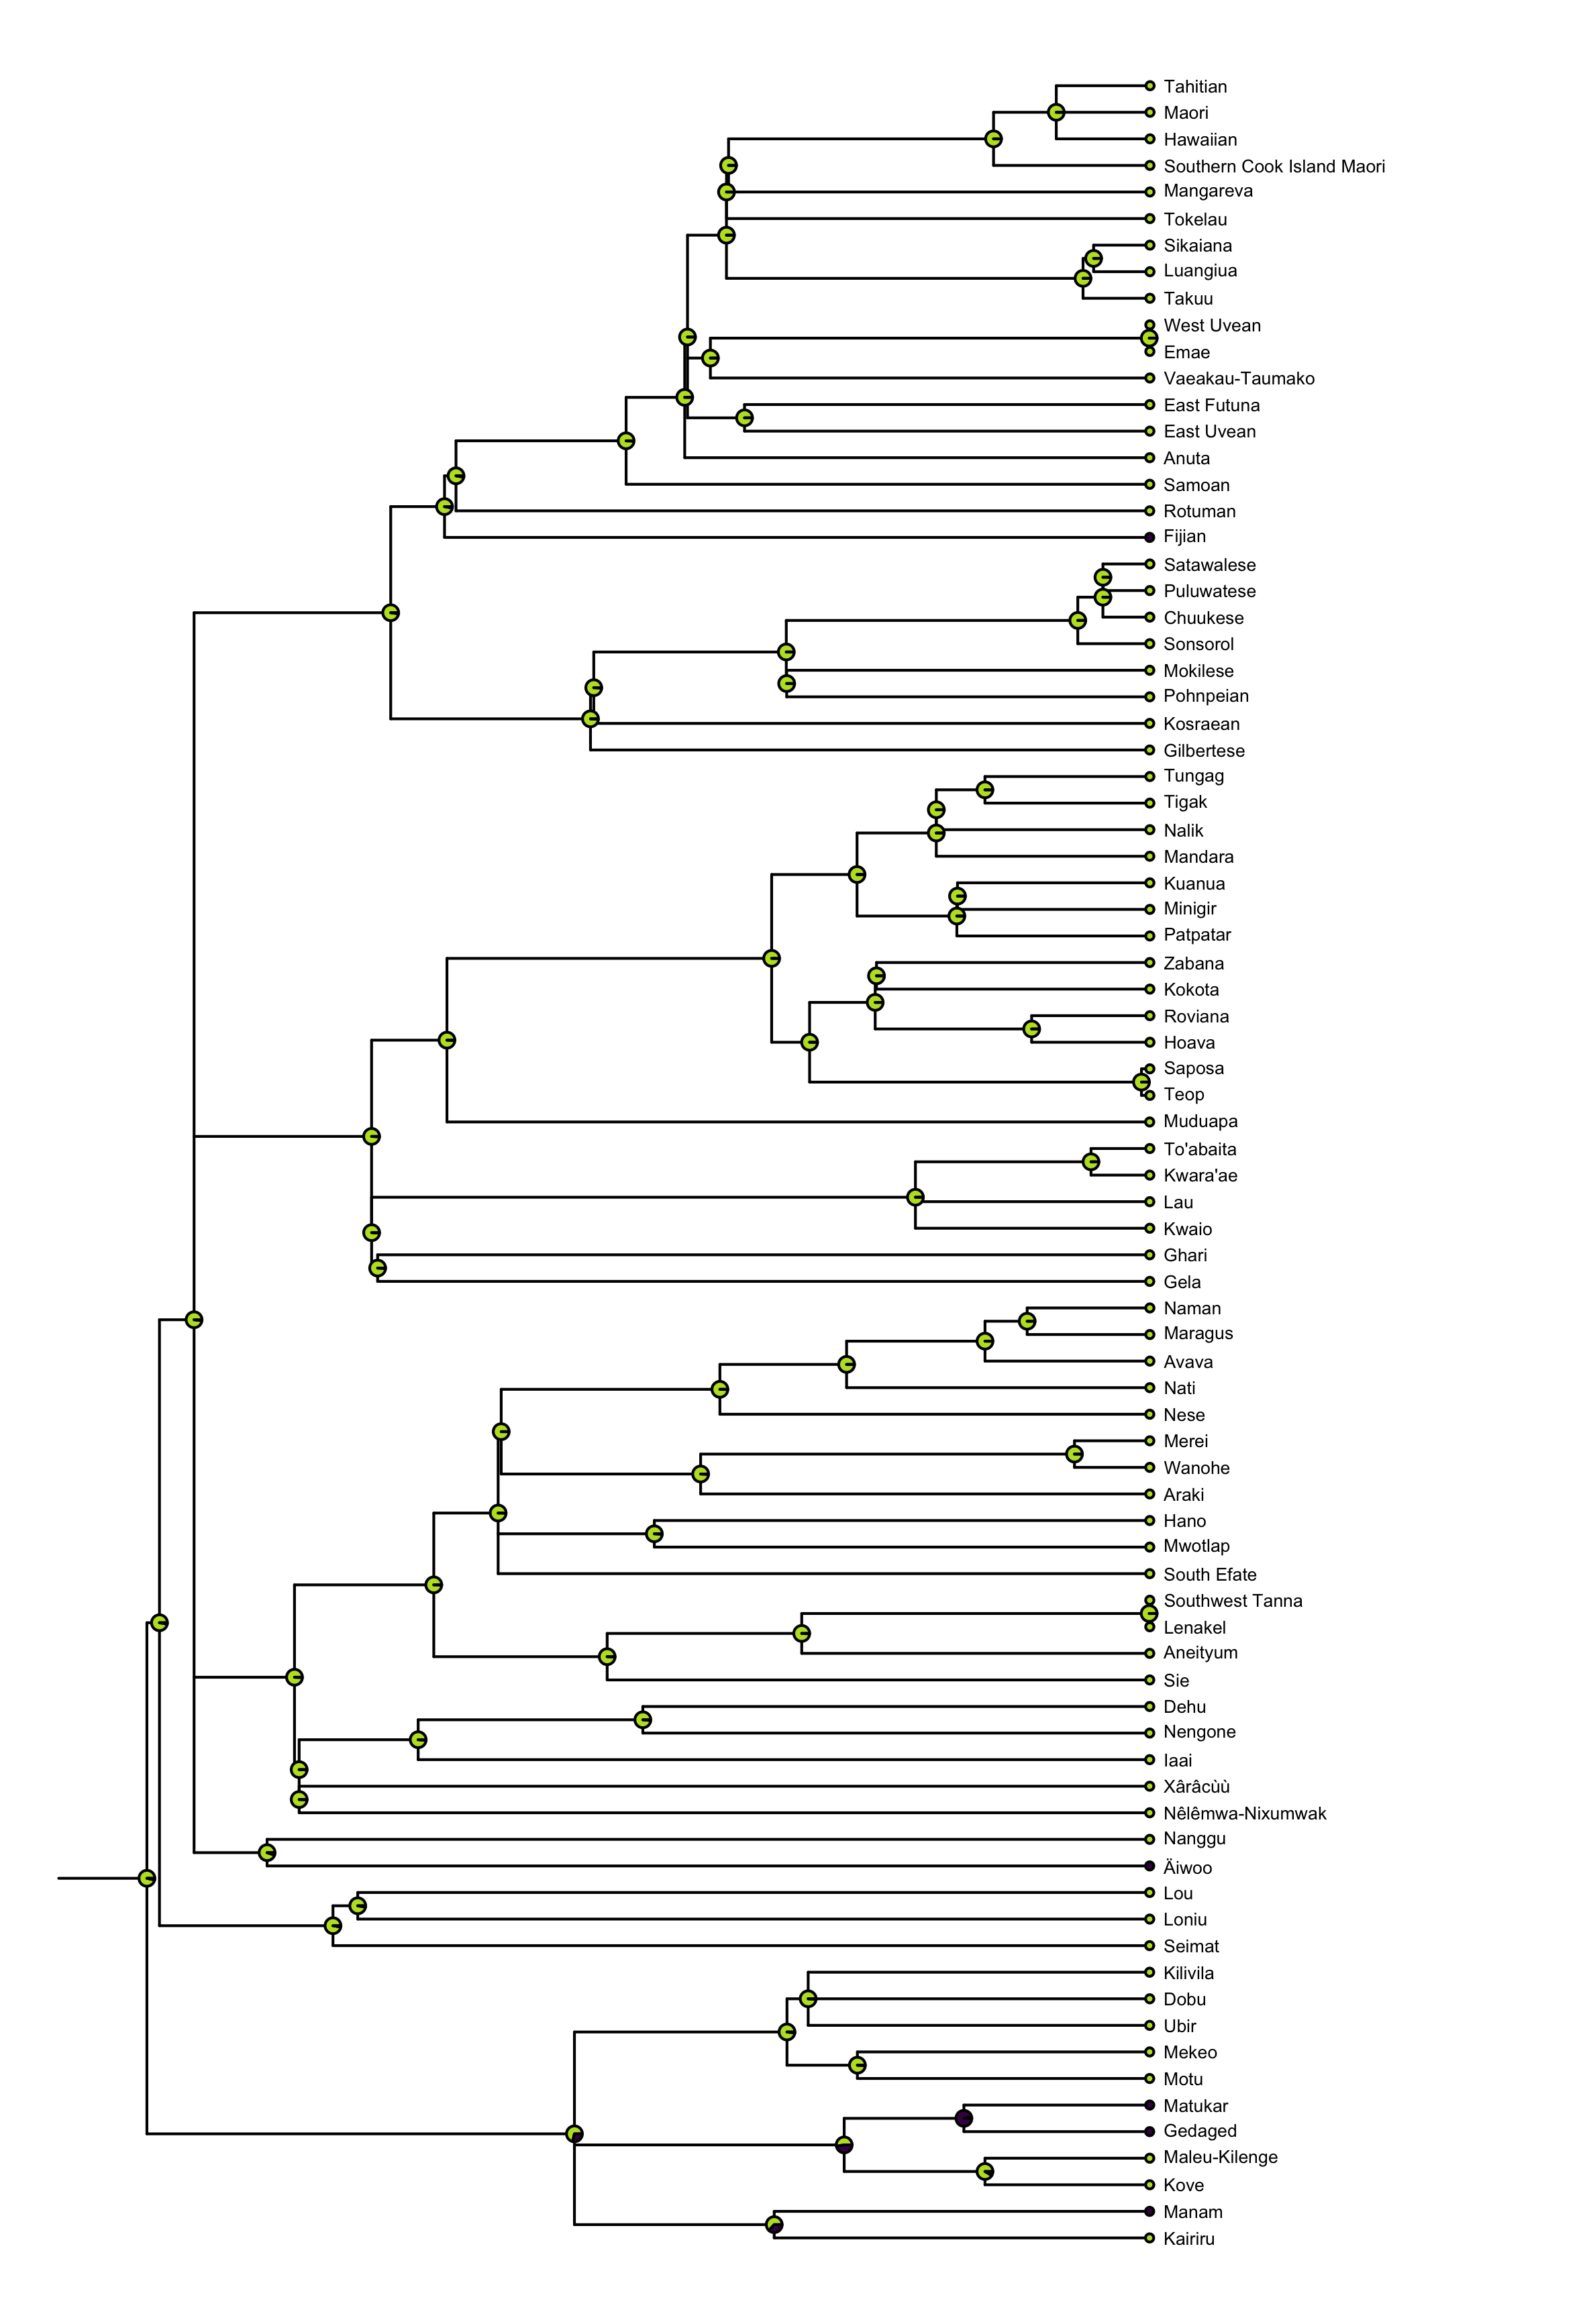 Tahitian
Maori
Hawaiian
Southern Cook Island Maori
Mangareva
Tokelau
Sikaiana
Luangiua
Takuu
West Uvean
Emae
Vaeakau-Taumako
East Futuna
East Uvean
Anuta
Samoan
Rotuman
Fijian
Satawalese
Puluwatese
Chuukese
Sonsorol
Mokilese
Pohnpeian
Kosraean
Gilbertese
Tungag
Tigak
Nalik
Mandara
Kuanua
Minigir
Patpatar
Zabana
Kokota
Roviana
Hoava
Saposa
Teop
Muduapa
To'abaita
Kwara'ae
Lau
Kwaio
Ghari
Gela
Naman
Maragus
Avava
Nati
Nese
Merei
Wanohe
Araki
Hano
Mwotlap
South Efate
Southwest Tanna
Lenakel
Aneityum
Sie
Dehu
Nengone
Iaai
Xârâcùù
Nêlêmwa-Nixumwak
Nanggu
Äiwoo
Lou
Loniu
Seimat
Kilivila
Dobu
Ubir
Mekeo
Motu
Matukar
Gedaged
Maleu-Kilenge
Kove
Manam
Kairiru